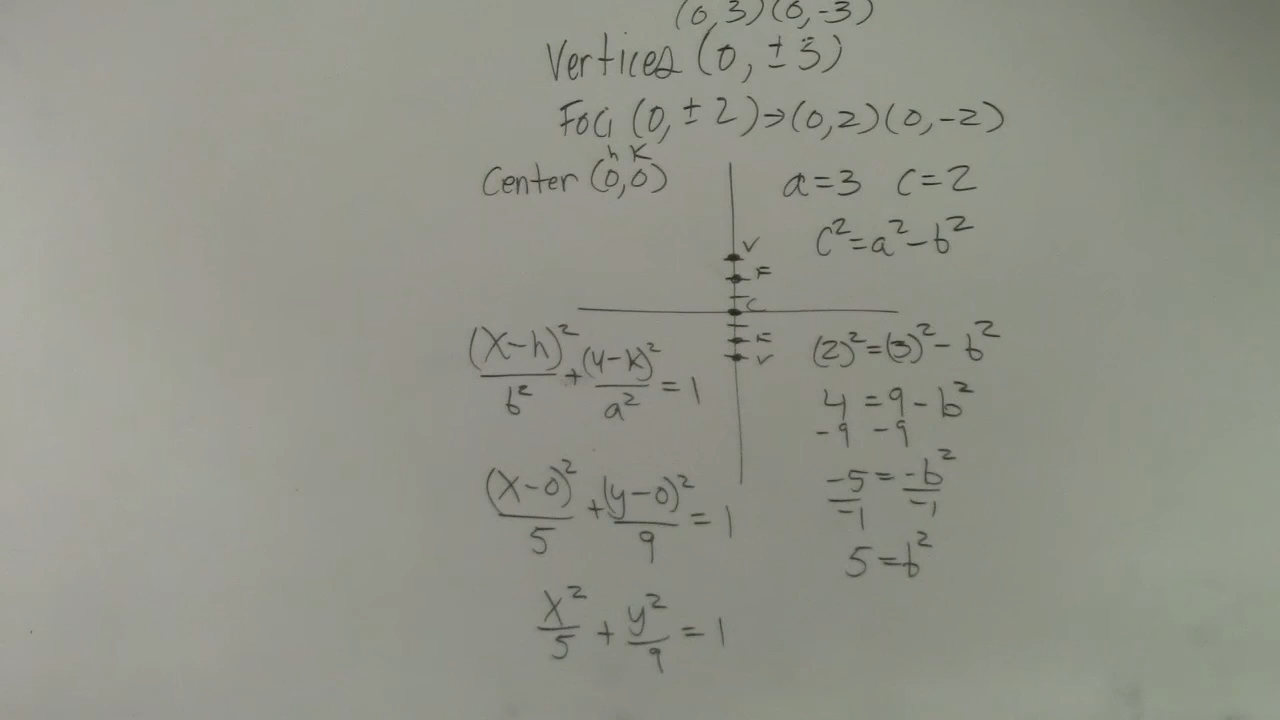 (0,3)(0,-3)
Vertices (0, ±3)
Foci (0, ±2)→(0,2)(0,-2)
h K
Center (0,0)
a=3 c=2
c²=a²-b²
V
F
C
F
V
(x-h)²/b² + (y-k)²/a² = 1
(2)²=(3)²-b²
4 = 9 - b²
-9 -9
(x-0)²/5 + (y-0)²/9 = 1
-5/-1 = -b²/-1
5=b²
x²/5 + y²/9 = 1